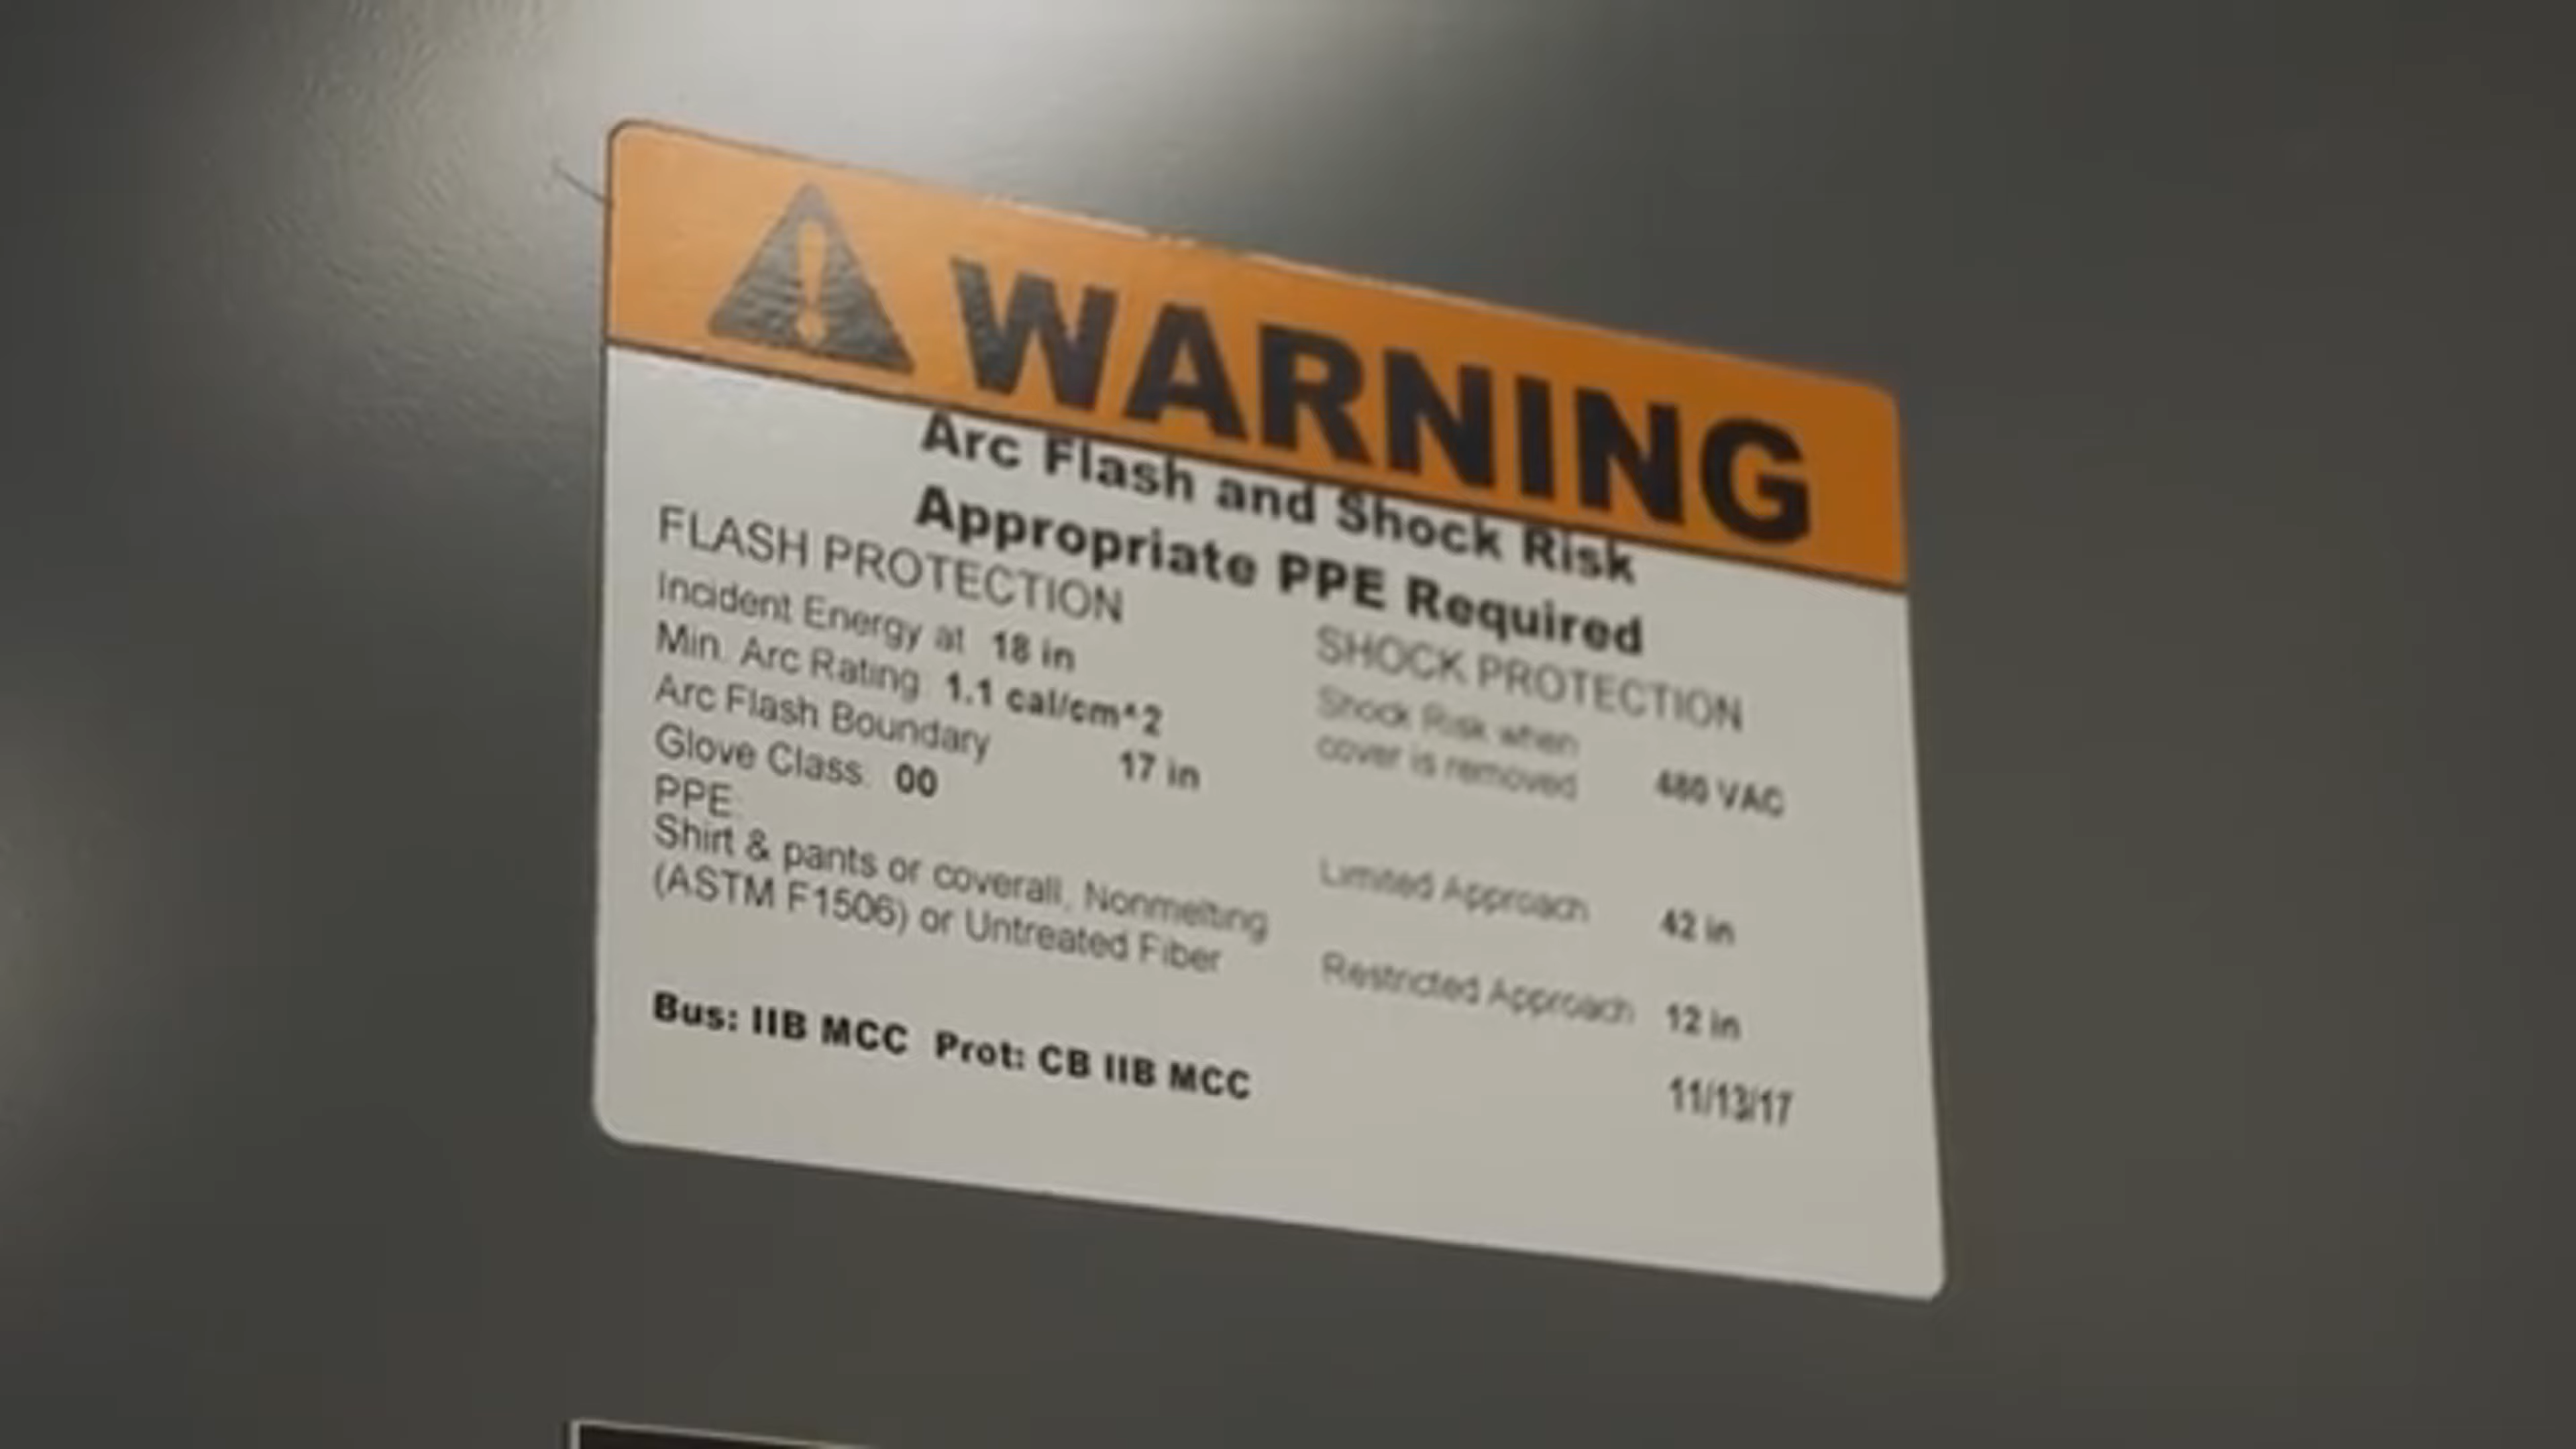 WARNING
Arc Flash and Shock Risk
Appropriate PPE Required
FLASH PROTECTION
Incident Energy at 18 in
Min. Arc Rating 1.1 cal/cm^2
Arc Flash Boundary 17 in
Glove Class: 00
PPE:
Shirt & pants or coverall, Nonmelting
(ASTM F1506) or Untreated Fiber
SHOCK PROTECTION
Shock Risk when
cover is removed 480 VAC
Limited Approach 42 in
Restricted Approach 12 in
Bus: IIB MCC Prot: CB IIB MCC
11/13/17